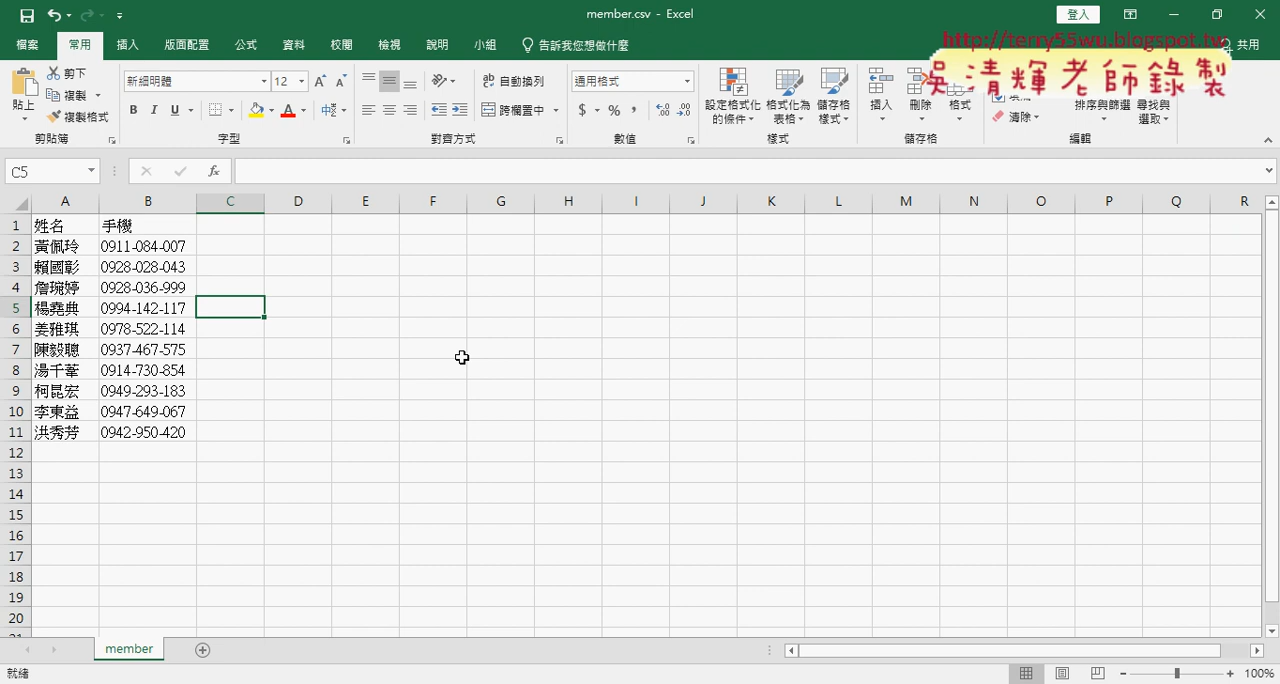 member.csv - Excel
登入
http://terry55wu.blogspot.tw
吳清輝老師錄製
檔案 常用 插入 版面配置 公式 資料 校閱 檢視 說明 小組 告訴我您想做什麼 共用
貼上 剪下 複製 複製格式 剪貼簿
新細明體 12 B I U 字型
自動換列 跨欄置中 對齊方式
通用格式 $ % , 數值
設定格式化的條件 格式化為表格 儲存格樣式 樣式
插入 刪除 格式 儲存格
清除 排序與篩選 尋找與選取 編輯
C5 fx
A B C D E F G H I J K L M N O P Q R
1 姓名 手機
2 黃佩玲 0911-084-007
3 賴國彰 0928-028-043
4 詹琬婷 0928-036-999
5 楊堯典 0994-142-117
6 姜雅琪 0978-522-114
7 陳毅聰 0937-467-575
8 湯千葦 0914-730-854
9 柯昆宏 0949-293-183
10 李東益 0947-649-067
11 洪秀芳 0942-950-420
12
13
14
15
16
17
18
19
20
member
就緒 100%